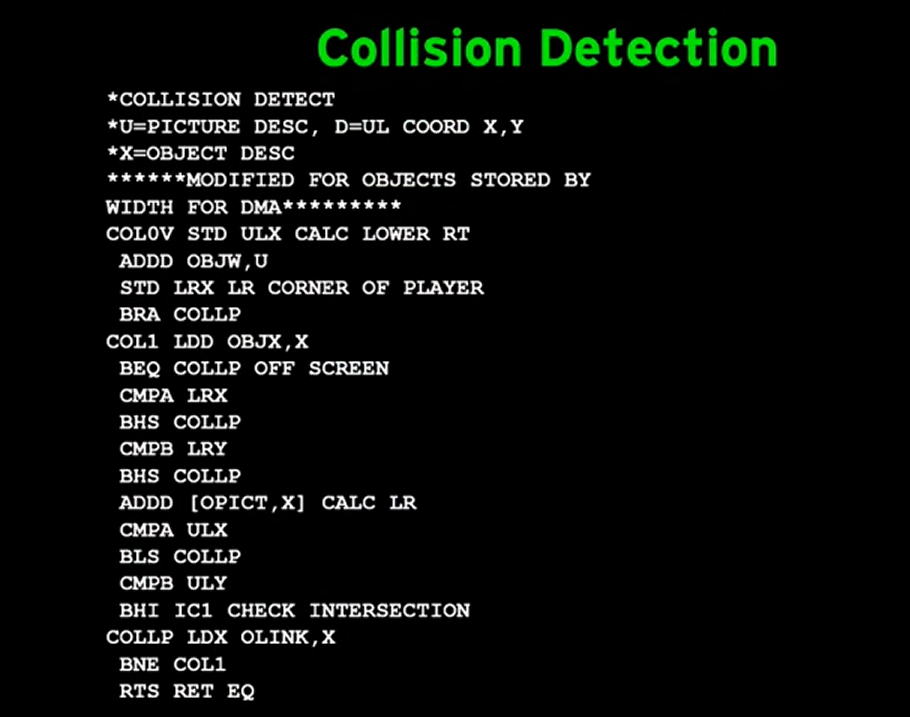 Collision Detection
*COLLISION DETECT
*U=PICTURE DESC, D=UL COORD X,Y
*X=OBJECT DESC
******MODIFIED FOR OBJECTS STORED BY
WIDTH FOR DMA*********
COL0V STD ULX CALC LOWER RT
ADDD OBJW,U
STD LRX LR CORNER OF PLAYER
BRA COLLP
COL1 LDD OBJX,X
BEQ COLLP OFF SCREEN
CMPA LRX
BHS COLLP
CMPB LRY
BHS COLLP
ADDD [OPICT,X] CALC LR
CMPA ULX
BLS COLLP
CMPB ULY
BHI IC1 CHECK INTERSECTION
COLLP LDX OLINK,X
BNE COL1
RTS RET EQ